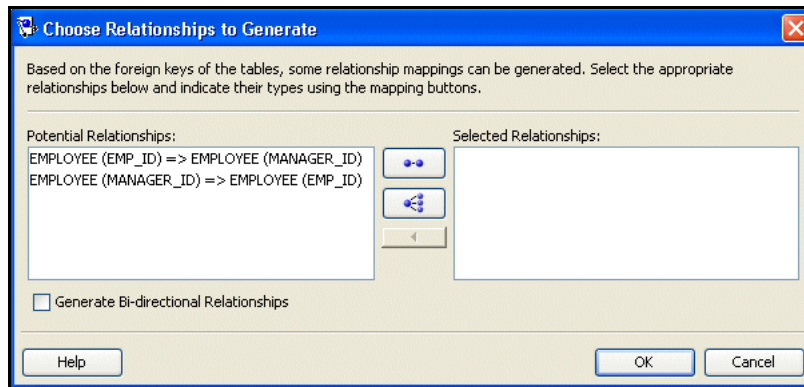 Choose Relationships to Generate
Based on the foreign keys of the tables, some relationship mappings can be generated. Select the appropriate
relationships below and indicate their types using the mapping buttons.
Potential Relationships:
Selected Relationships:
EMPLOYEE (EMP_ID) => EMPLOYEE (MANAGER_ID)
EMPLOYEE (MANAGER_ID) => EMPLOYEE (EMP_ID)
Generate Bi-directional Relationships
Help
OK
Cancel